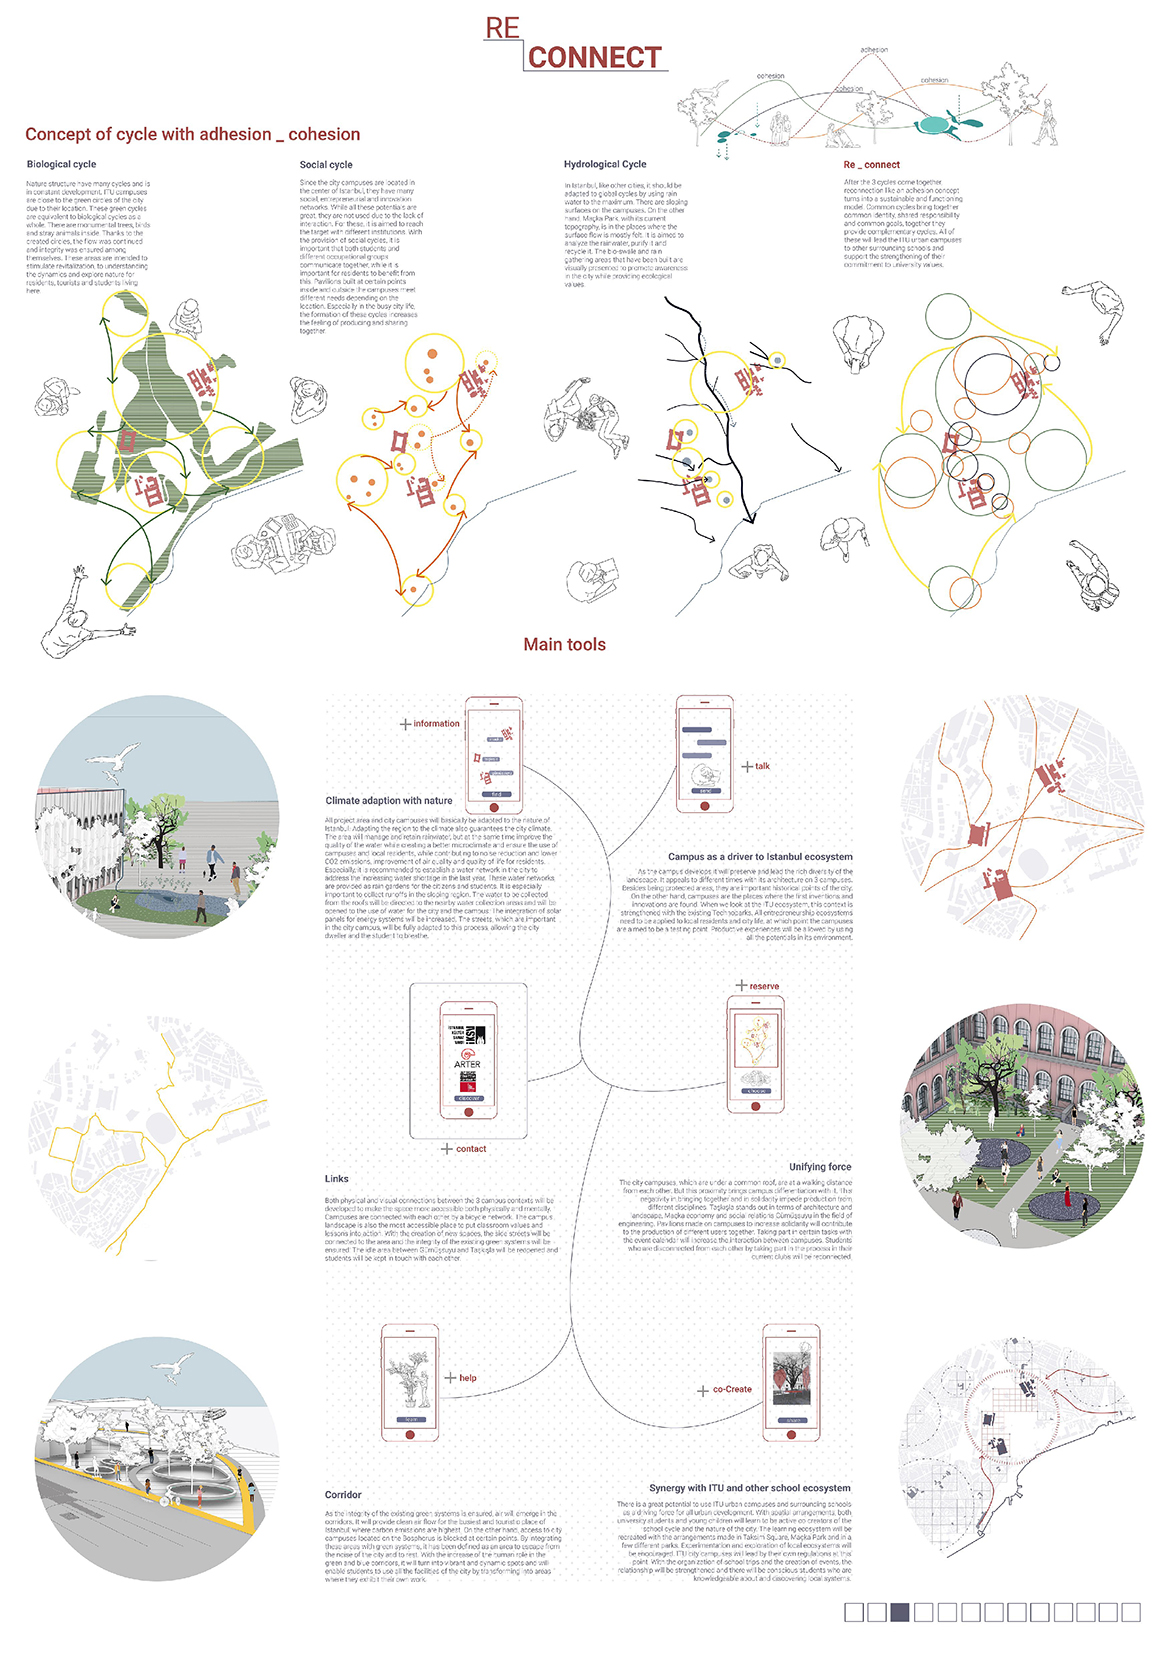 RE
CONNECT
adhesion
cohesion
cohesion
cohesion
Concept of cycle with adhesion _ cohesion
Biological cycle
Nature structure have many cycles and is
in constant development. ITU campuses
are close to the green circles of the city
due to their location. These green cycles
are equivalent to biological cycles as a
whole. There are monumental trees, birds
and stray animals inside. Thanks to the
created circles, the flow was continued
and integrity was ensured among
themselves. These areas are intended to
stimulate revitalization, to understanding
the dynamics and explore nature for
residents, tourists and students living
here.
Social cycle
Since the city campuses are located in
the center of Istanbul, they have many
social, entrepreneurial and innovation
networks. While all these potentials are
great, they are not used due to the lack of
interaction. For these, it is aimed to reach
the target with different institutions. With
the provision of social cycles, it is
important that both students and
different occupational groups
communicate together, while it is
important for residents to benefit from
this. Pavilions built at certain points
inside and outside the campuses meet
different needs depending on the
location. Especially in the busy city life,
the formation of these cycles increases
the feeling of producing and sharing
together.
Hydrological Cycle
In Istanbul, like other cities, it should be
adapted to global cycles by using rain
water to the maximum. There are sloping
surfaces on the campuses. On the other
hand, Maçka Park, with its current
topography, is in the places where the
surface flow is mostly felt. It is aimed to
analyze the rainwater, purify it and
recycle it. The bio-swale and rain
gathering areas that have been built are
visually presented to promote awareness
in the city while providing ecological
values.
Re _ connect
After the 3 cycles come together,
reconnection like an adhesion concept
turns into a sustainable and functioning
model. Common cycles bring together
common identity, shared responsibility
and common goals, together they
provide complementary cycles. All of
these will lead the ITU urban campuses
to other surrounding schools and
support the strengthening of their
commitment to university values.
Main tools
+ information
find
+ talk
send
Climate adaption with nature
All project area and city campuses will basically be adapted to the nature of
Istanbul. Adapting the region to the climate also guarantees the city climate.
The area will manage and retain rainwater, but at the same time improve the
quality of the water while creating a better microclimate and ensure the use of
campuses and local residents, while contributing to noise reduction and lower
CO2 emissions, improvement of air quality and quality of life for residents.
Especially, it is recommended to establish a water network in the city to
address the increasing water shortage in the last year. These water networks
are provided as rain gardens for the citizens and students. It is especially
important to collect runoffs in the sloping region. The water to be collected
from the roofs will be directed to the nearby water collection areas and will be
opened to the use of water for the city and the campus. The integration of solar
panels for energy systems will be increased. The streets, which are important
in the city campus, will be fully adapted to this process, allowing the city
dweller and the student to breathe.
Campus as a driver to Istanbul ecosystem
As the campus develops it will preserve and lead the rich diversity of the
landscape. It appeals to different times with its architecture on 3 campuses.
Besides being protected areas, they are important historical points of the city.
On the other hand, campuses are the places where the first inventions and
innovations are found. When we look at the ITU ecosystem, this context is
strengthened with the existing Technoparks. All entrepreneurship ecosystems
need to be applied to local residents and city life, at which point the campuses
are aimed to be a testing point. Productive experiences will be allowed by using
all the potentials in its environment.
+ reserve
choose
İKSV
ARTER
discover
+ contact
Links
Both physical and visual connections between the 3 campus contexts will be
developed to make the space more accessible both physically and mentally.
Campuses are connected with each other by a bicycle network. The campus
landscape is also the most accessible place to put classroom values and
lessons into action. With the creation of new spaces, the side streets will be
connected to the area and the integrity of the existing green systems will be
ensured. The idle area between Gümüşsuyu and Taşkışla will be reopened and
students will be kept in touch with each other.
Unifying force
The city campuses, which are under a common roof, are at a walking distance
from each other. But this proximity brings campus differentiation with it. This
negativity in bringing together and in solidarity impede production from
different disciplines. Taşkışla stands out in terms of architecture and
landscape, Maçka economy and social relations Gümüşsuyu in the field of
engineering. Pavilions made on campuses to increase solidarity will contribute
to the production of different users together. Taking part in certain tasks with
the event calendar will increase the interaction between campuses. Students
who are disconnected from each other by taking part in the process in their
current clubs will be reconnected.
+ help
learn
+ co-Create
share
Corridor
As the integrity of the existing green systems is ensured, air will emerge in the
corridors. It will provide clean air flow for the busiest and touristic place of
Istanbul where carbon emissions are highest. On the other hand, access to city
campuses located on the Bosphorus is blocked at certain points. By integrating
these areas with green systems, it has been defined as an area to escape from
the noise of the city and to rest. With the increase of the human role in the
green and blue corridors, it will turn into vibrant and dynamic spots and will
enable students to use all the facilities of the city by transforming into areas
where they exhibit their own work.
Synergy with ITU and other school ecosystem
There is a great potential to use ITU urban campuses and surrounding schools
as a driving force for all urban development. With spatial arrangements, both
university students and young children will learn to be active co creators of the
school cycle and the nature of the city. The learning ecosystem will be
recreated with the arrangements made in Taksim Square, Maçka Park and in a
few different parks. Experimentation and exploration of local ecosystems will
be encouraged. ITU city campuses will lead by their own regulations at this
point. With the organization of school trips and the creation of events, the
relationship will be strengthened and there will be conscious students who are
knowledgeable about and discovering local systems.